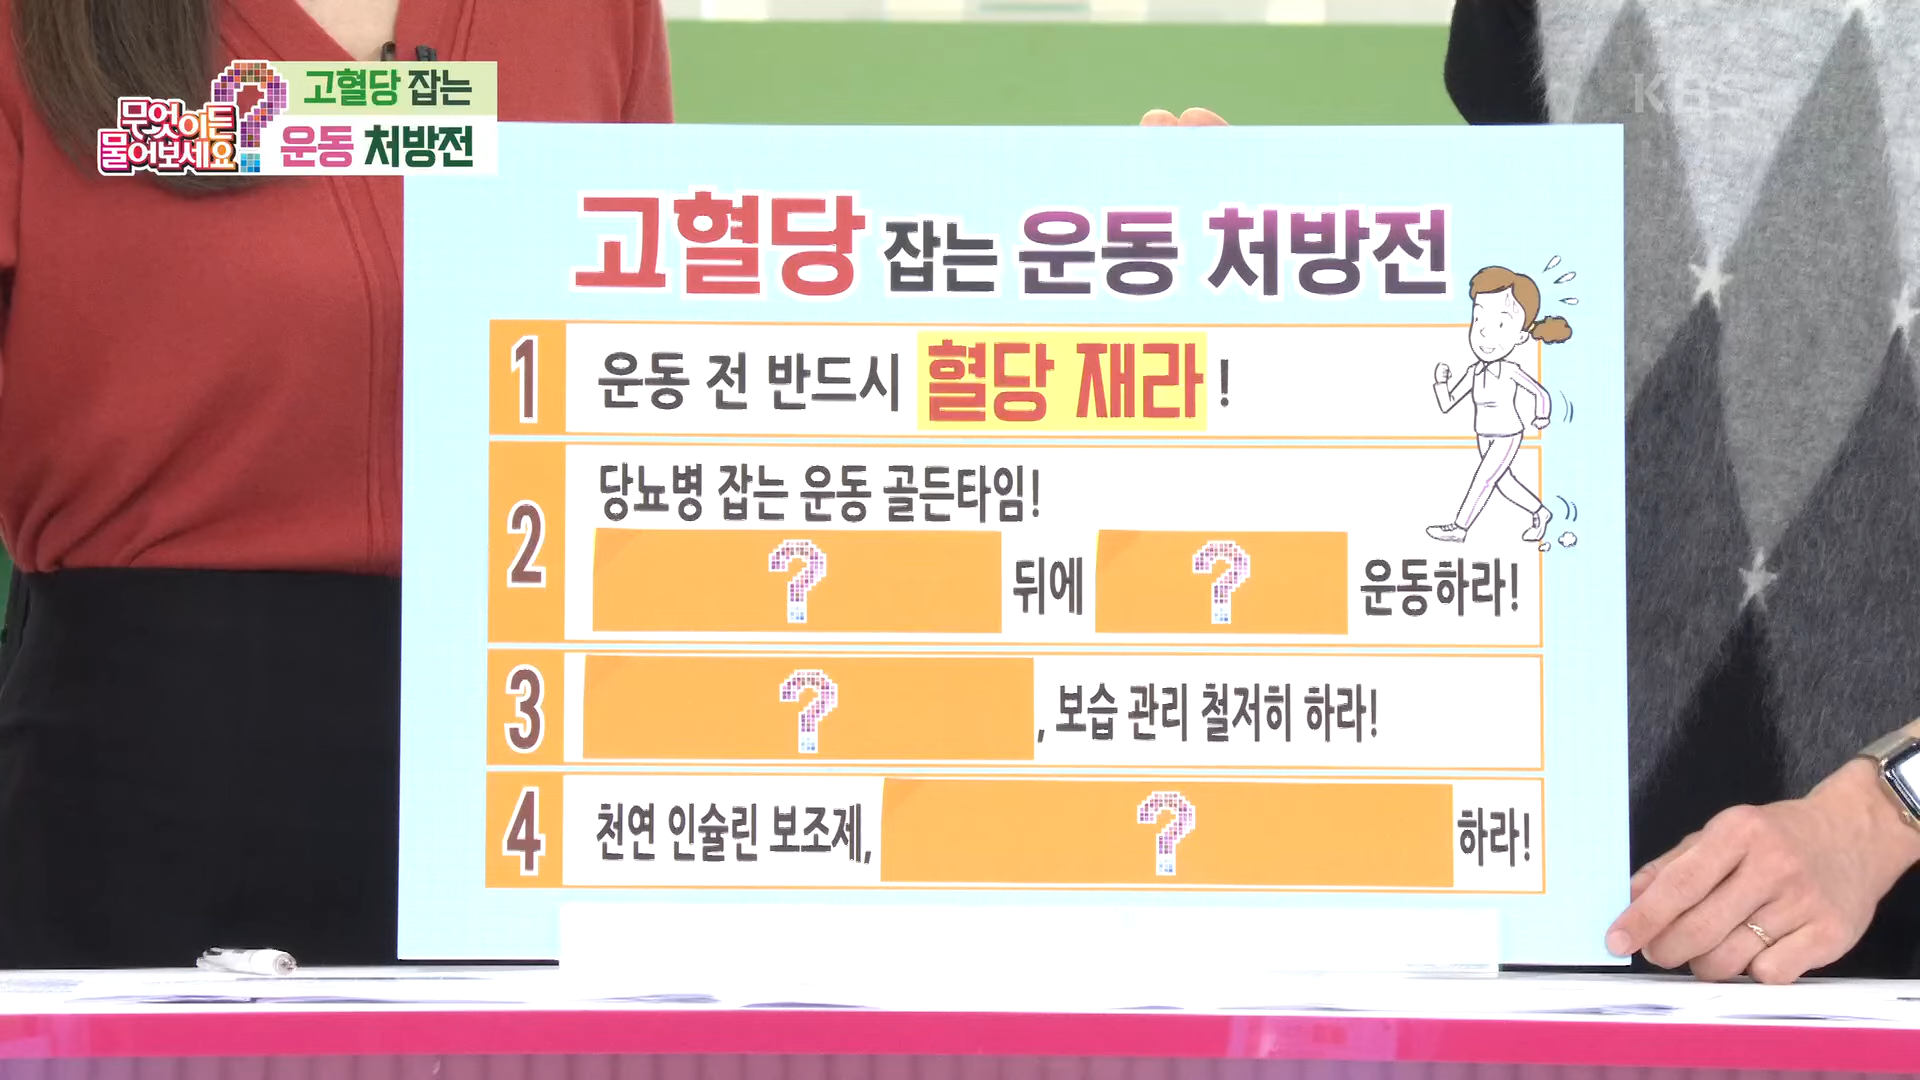 무엇이든
물어보세요
고혈당 잡는
운동 처방전
KBS
고혈당 잡는 운동 처방전
1 운동 전 반드시 혈당 재라!
2 당뇨병 잡는 운동 골든타임!
? 뒤에 ? 운동하라!
3 ?, 보습 관리 철저히 하라!
4 천연 인슐린 보조제, ? 하라!